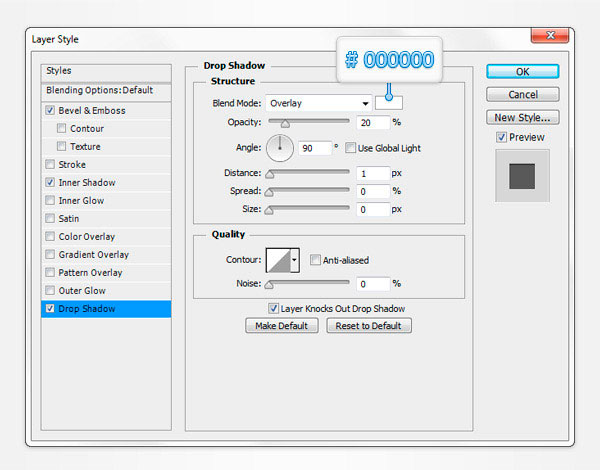 Layer Style
Styles
Blending Options:Default
Bevel & Emboss
Contour
Texture
Stroke
Inner Shadow
Inner Glow
Satin
Color Overlay
Gradient Overlay
Pattern Overlay
Outer Glow
Drop Shadow
Drop Shadow
Structure
# 000000
Blend Mode: Overlay
Opacity: 20 %
Angle: 90 ° Use Global Light
Distance: 1 px
Spread: 0 %
Size: 0 px
Quality
Contour: Anti-aliased
Noise: 0 %
Layer Knocks Out Drop Shadow
Make Default Reset to Default
OK
Cancel
New Style...
Preview